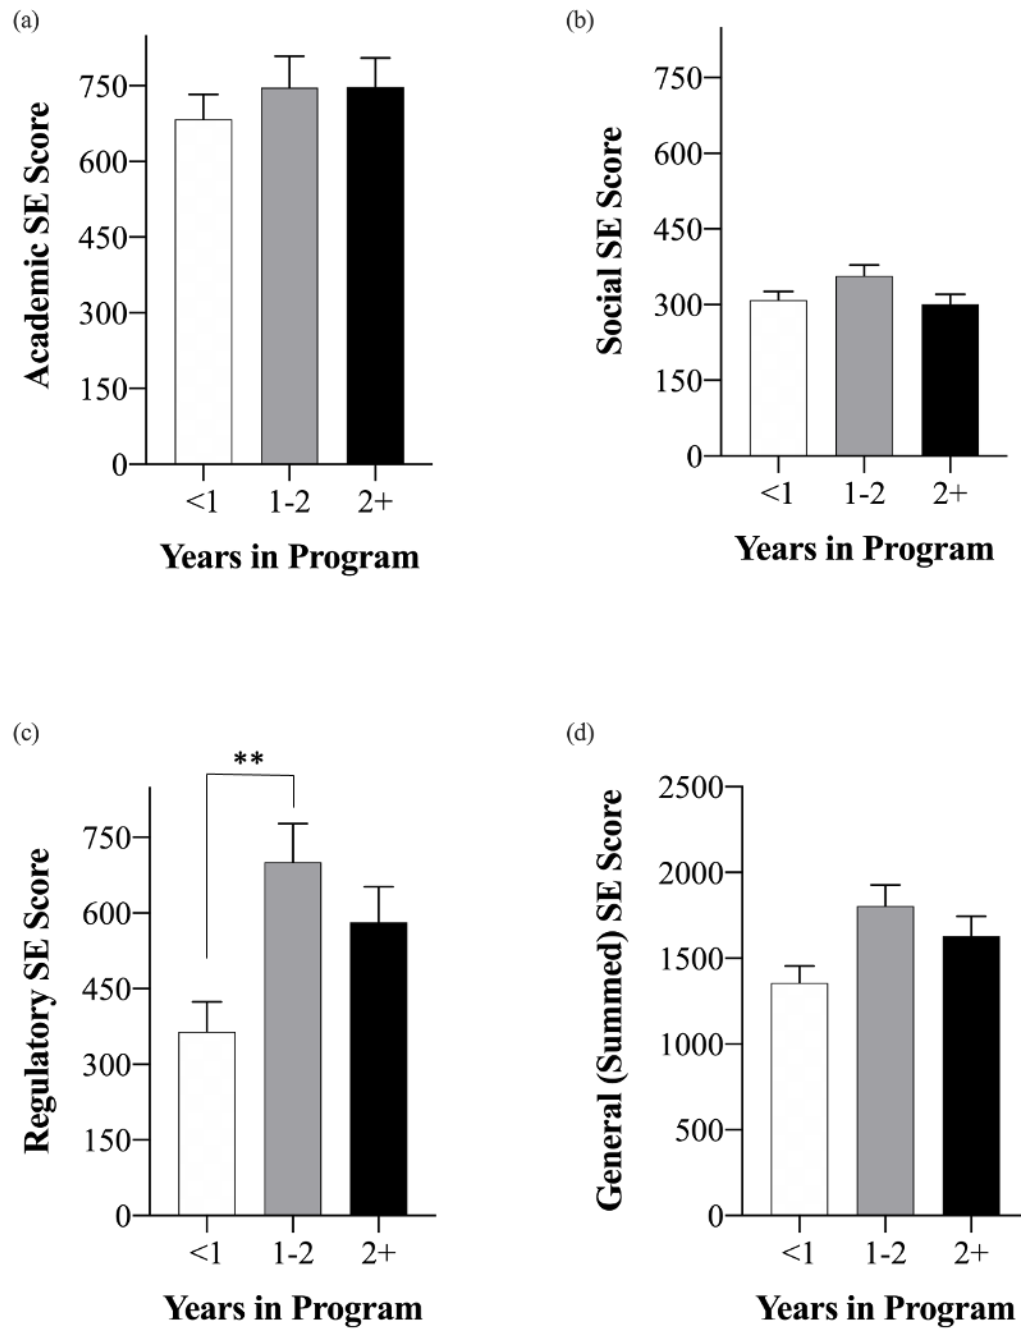 (a)
Academic SE Score
750
600
450
300
150
0
<1 1-2 2+
Years in Program
(b)
Social SE Score
750
600
450
300
150
0
<1 1-2 2+
Years in Program
(c)
**
Regulatory SE Score
750
600
450
300
150
0
<1 1-2 2+
Years in Program
(d)
General (Summed) SE Score
2500
2000
1500
1000
500
0
<1 1-2 2+
Years in Program